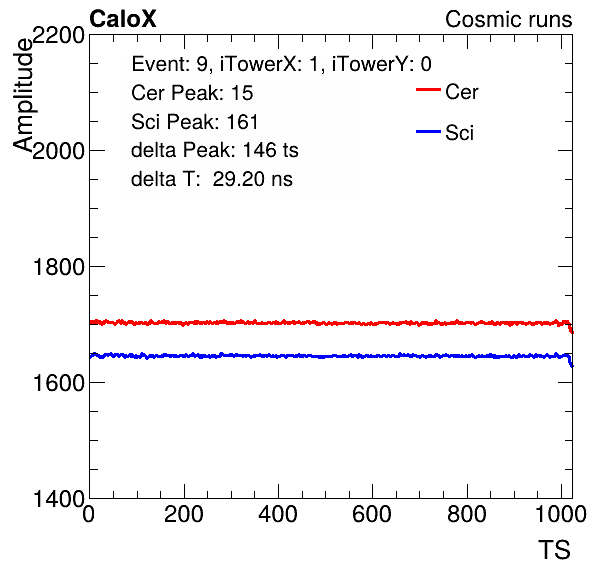 CaloX
Cosmic runs
Amplitude
Event: 9, iTowerX: 1, iTowerY: 0
Cer Peak: 15
Sci Peak: 161
delta Peak: 146 ts
delta T: 29.20 ns
Cer
Sci
2200
2000
1800
1600
1400
0 200 400 600 800 1000
TS